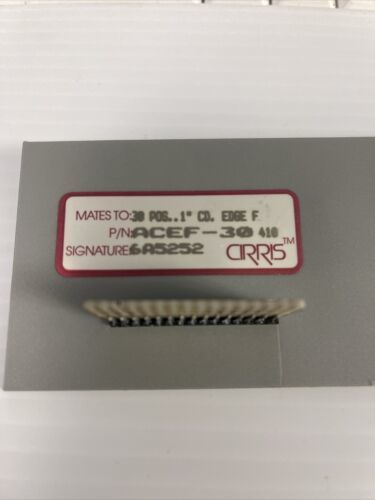 MATES TO: 30 POS..1" CD. EDGE F
P/N: ACEF-30 410
SIGNATURE: 6A5252 CIRRIS™